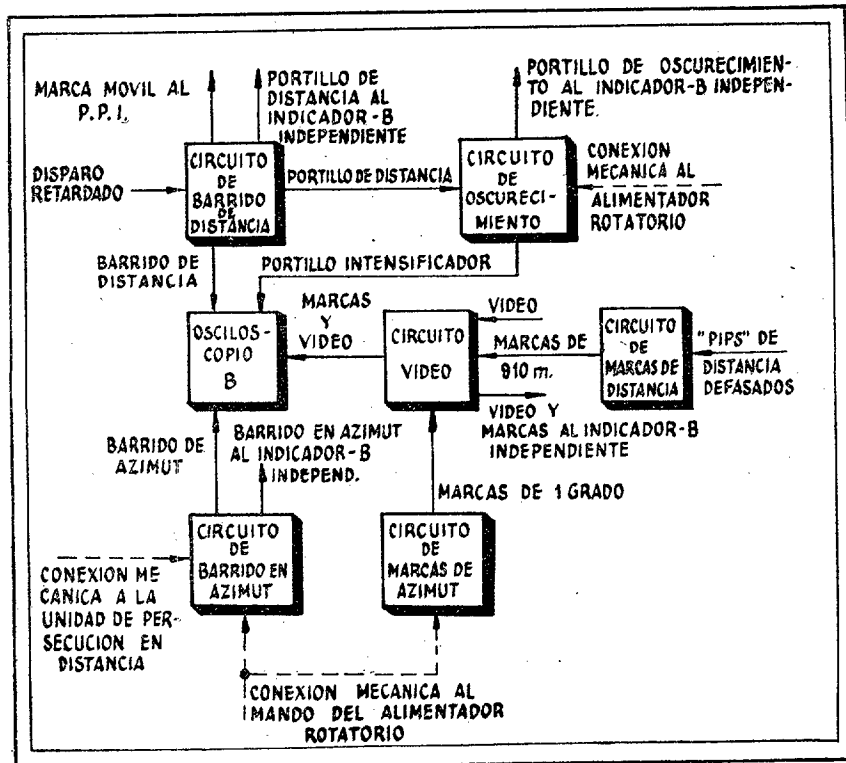 MARCA MOVIL AL
P.P.I.
PORTILLO DE
DISTANCIA AL
INDICADOR-B
INDEPENDIENTE
PORTILLO DE OSCURECIMIEN-
TO AL INDICADOR-B INDEPEN-
DIENTE.
DISPARO
RETARDADO
CIRCUITO
DE
BARRIDO
DE
DISTANCIA
PORTILLO DE DISTANCIA
CIRCUITO
DE
OSCURECI-
MIENTO
CONEXION
MECANICA AL
ALIMENTADOR
ROTATORIO
BARRIDO DE
DISTANCIA
PORTILLO INTENSIFICADOR
OSCILOS-
COPIO
B
MARCAS
Y
VIDEO
CIRCUITO
VIDEO
VIDEO
MARCAS DE
910 m.
VIDEO Y
MARCAS AL INDICADOR-B
INDEPENDIENTE
CIRCUITO
DE
MARCAS DE
DISTANCIA
"PIPS" DE
DISTANCIA
DEFASADOS
BARRIDO DE
AZIMUT
BARRIDO EN AZIMUT
AL INDICADOR-B
INDEPEND.
MARCAS DE 1 GRADO
CIRCUITO
DE
BARRIDO EN
AZIMUT
CIRCUITO
DE
MARCAS DE
AZIMUT
CONEXION ME
CANICA A LA
UNIDAD DE PER-
SECUCION EN
DISTANCIA
CONEXION MECANICA AL
MANDO DEL ALIMENTADOR
ROTATORIO